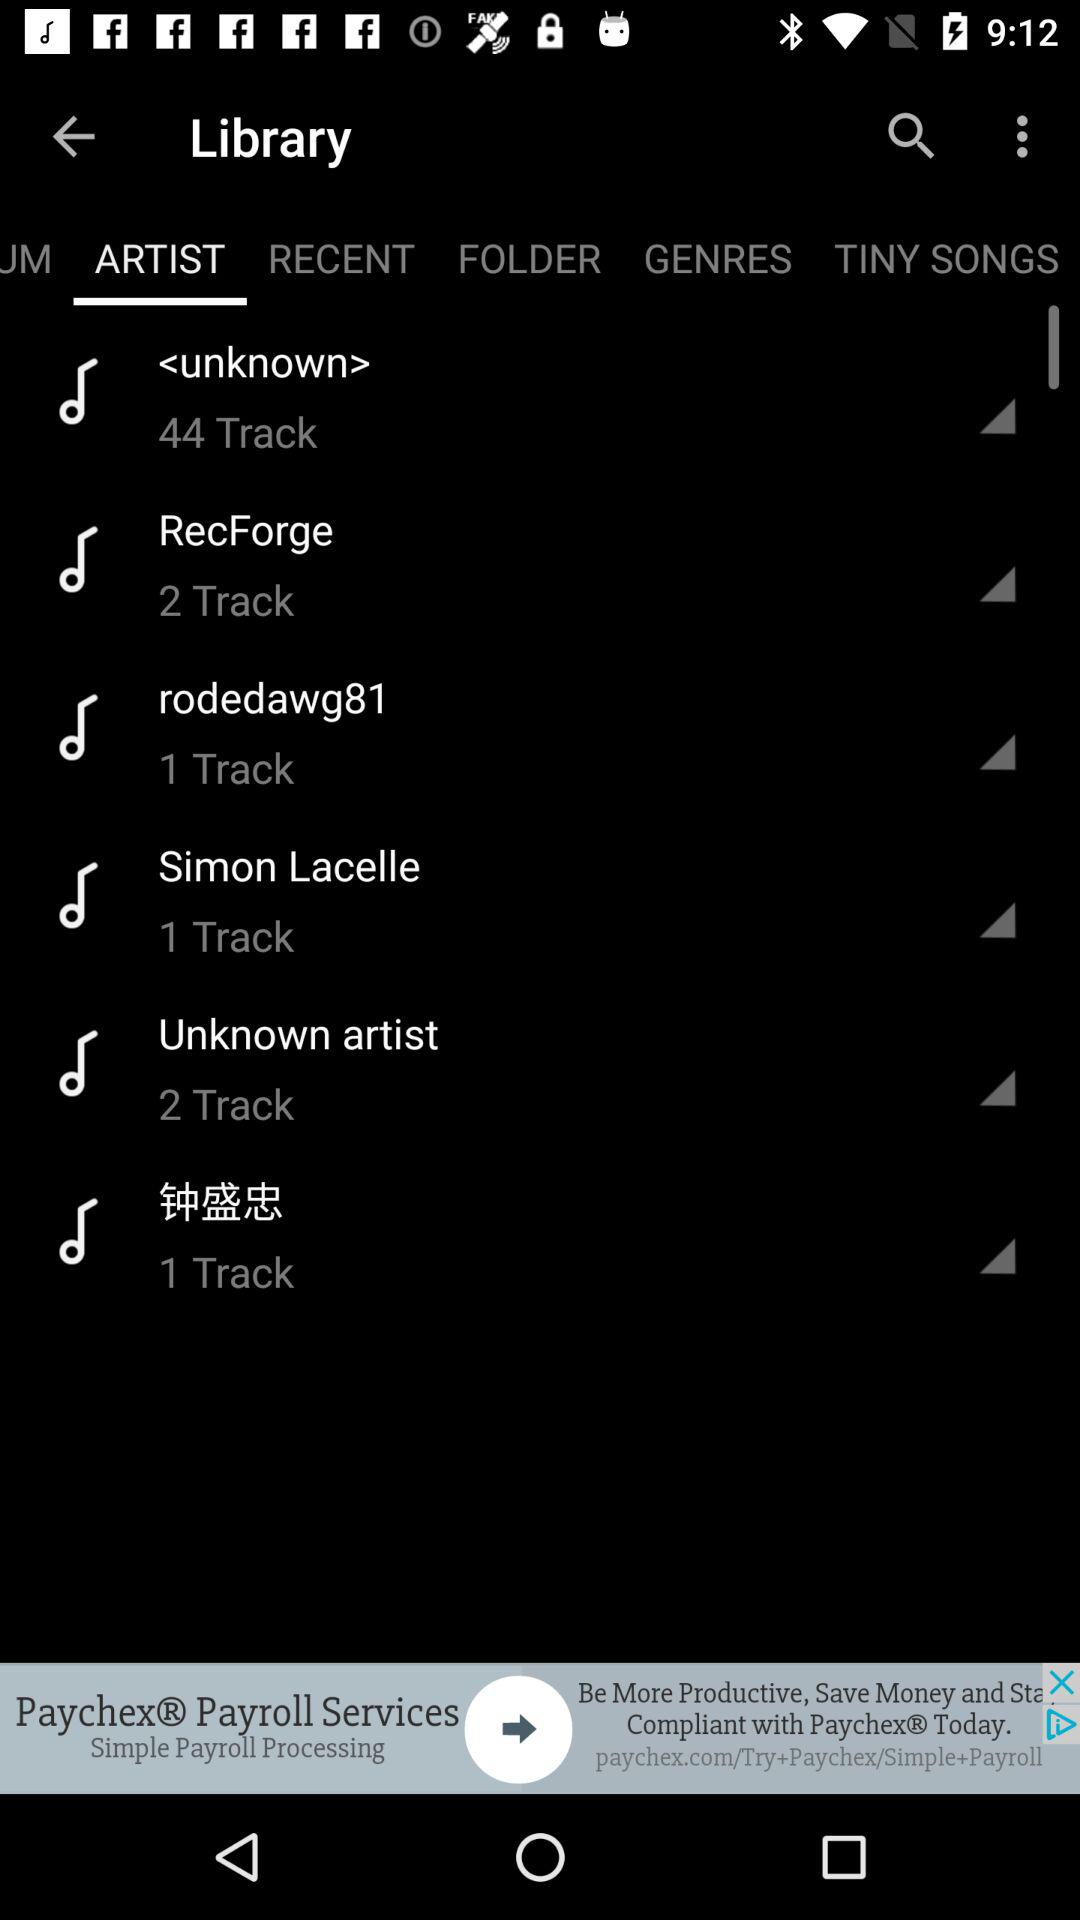 FAKE
9:12
Library
UM ARTIST RECENT FOLDER GENRES TINY SONGS
<unknown>
44 Track
RecForge
2 Track
rodedawg81
1 Track
Simon Lacelle
1 Track
Unknown artist
2 Track
钟盛忠
1 Track
Paychex® Payroll Services
Simple Payroll Processing
Be More Productive, Save Money and Sta
Compliant with Paychex® Today.
paychex.com/Try+Paychex/Simple+Payroll